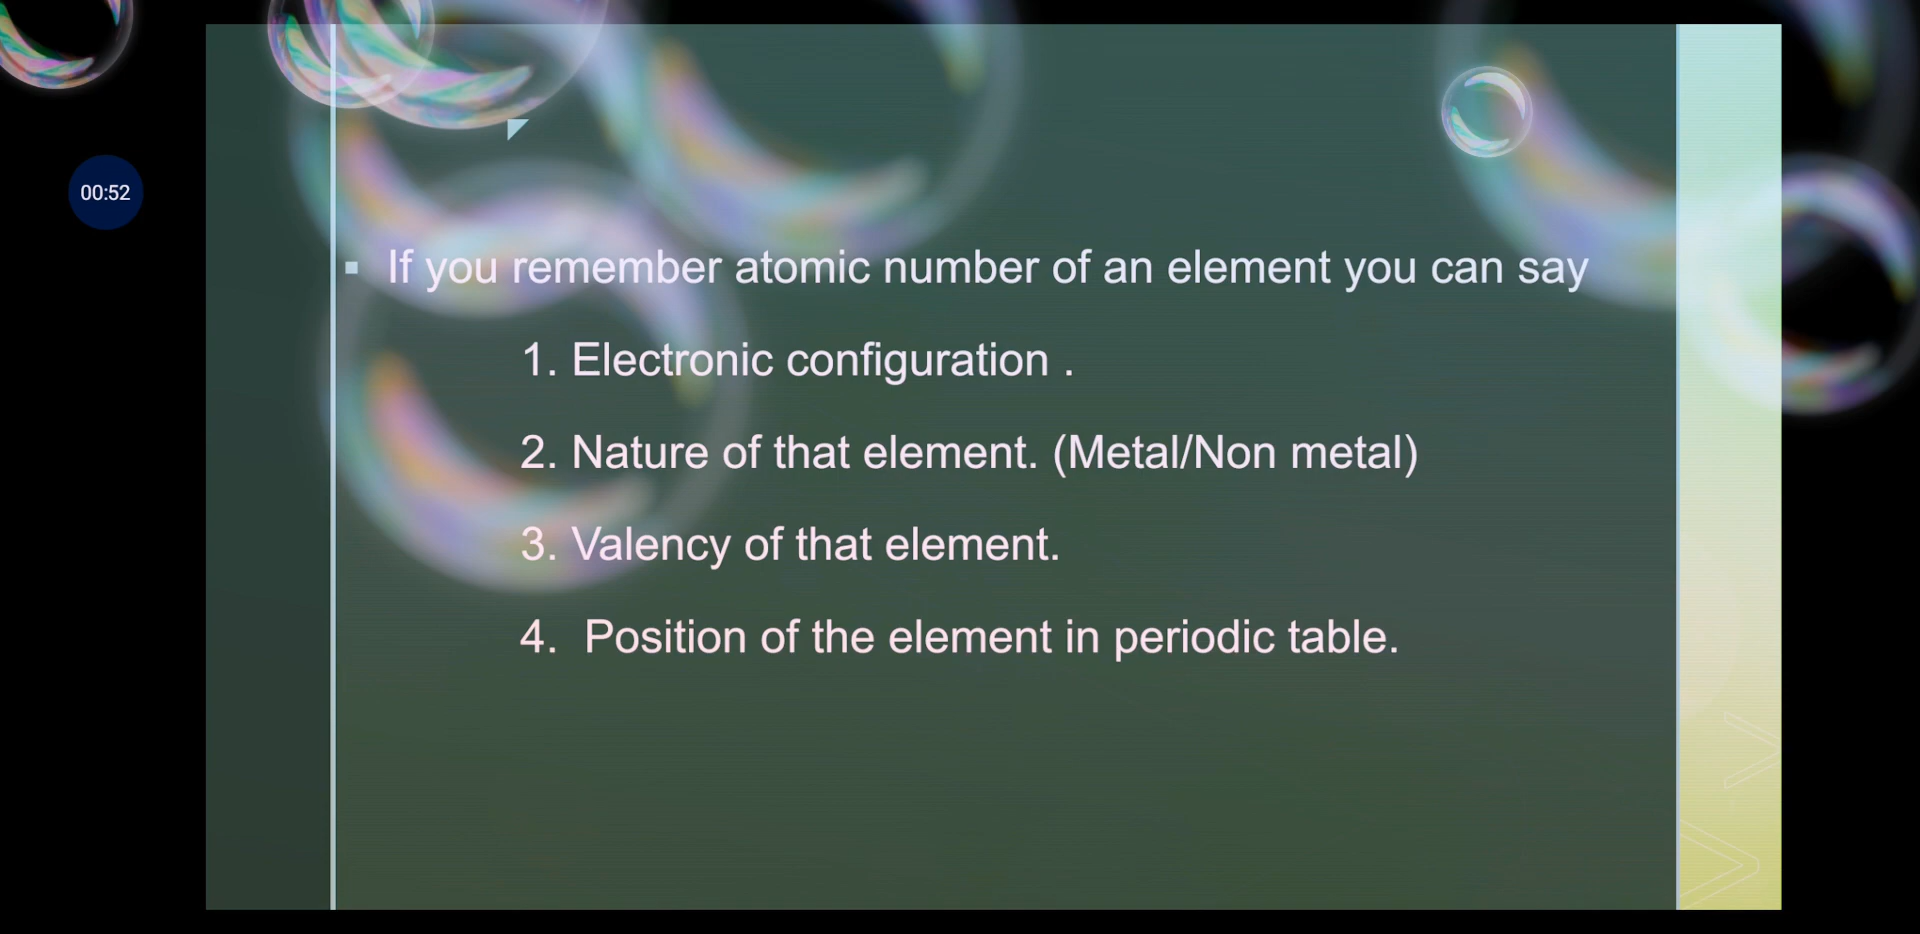 00:52
▪ If you remember atomic number of an element you can say
1. Electronic configuration .
2. Nature of that element. (Metal/Non metal)
3. Valency of that element.
4. Position of the element in periodic table.